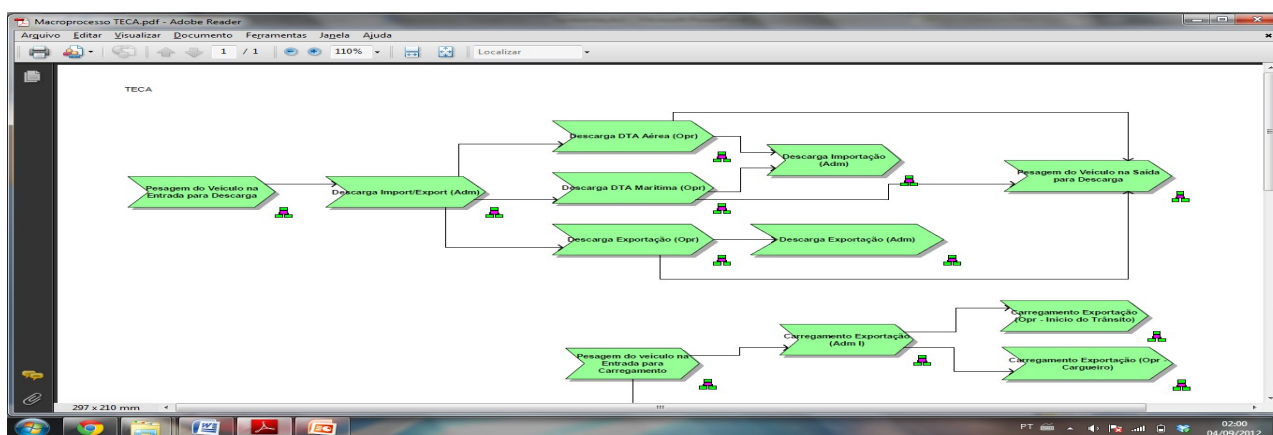 Macroprocesso TECA.pdf - Adobe Reader
Arquivo Editar Visualizar Documento Ferramentas Janela Ajuda
1 / 1 110% Localizar
TECA
Pesagem do Veículo na
Entrada para Descarga
Descarga Import/Export (Adm)
Descarga DTA Aérea (Opr)
Descarga DTA Marítima (Opr)
Descarga Exportação (Opr)
Descarga Importação
(Adm)
Descarga Exportação (Adm)
Pesagem do Veículo na Saída
para Descarga
Pesagem do veículo na
Entrada para
Carregamento
Carregamento Exportação
(Adm I)
Carregamento Exportação
(Opr - Início do Trânsito)
Carregamento Exportação (Opr -
Cargueiro)
297 x 210 mm
PT 02:00
04/09/2012